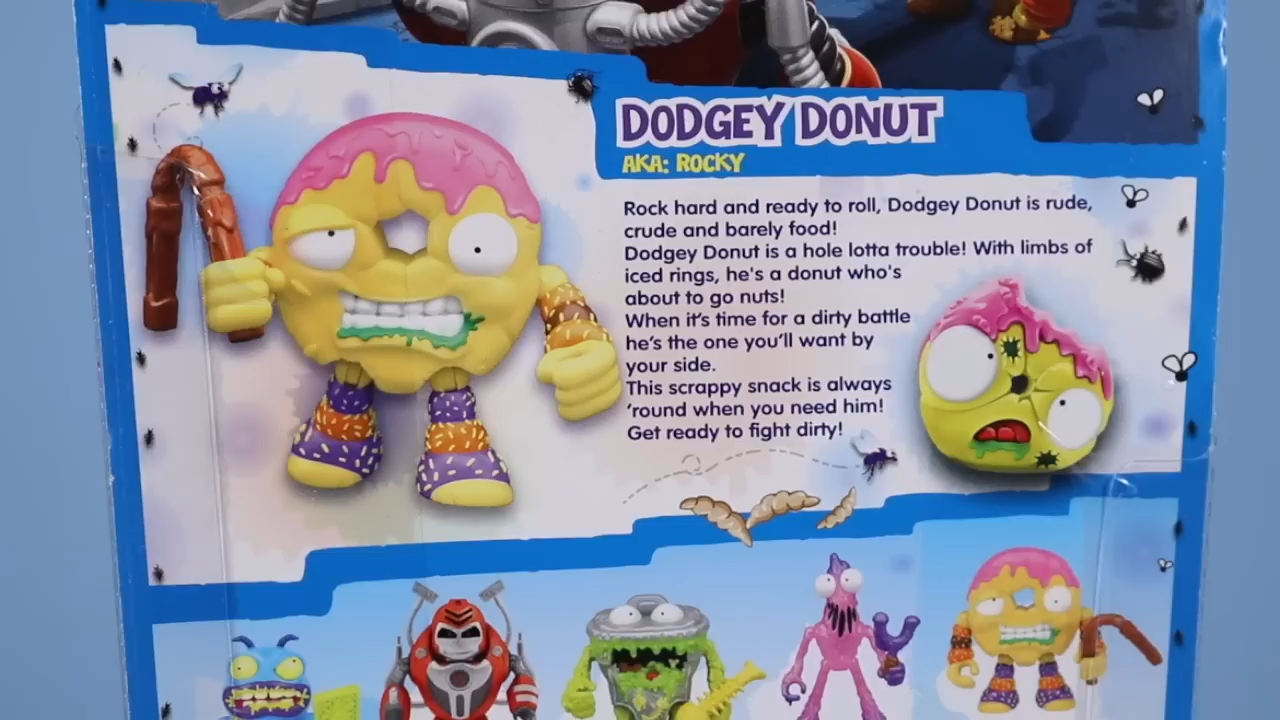 DODGEY DONUT
AKA: ROCKY
Rock hard and ready to roll, Dodgey Donut is rude,
crude and barely food!
Dodgey Donut is a hole lotta trouble! With limbs of
iced rings, he's a donut who's
about to go nuts!
When it's time for a dirty battle
he's the one you'll want by
your side.
This scrappy snack is always
'round when you need him!
Get ready to fight dirty!